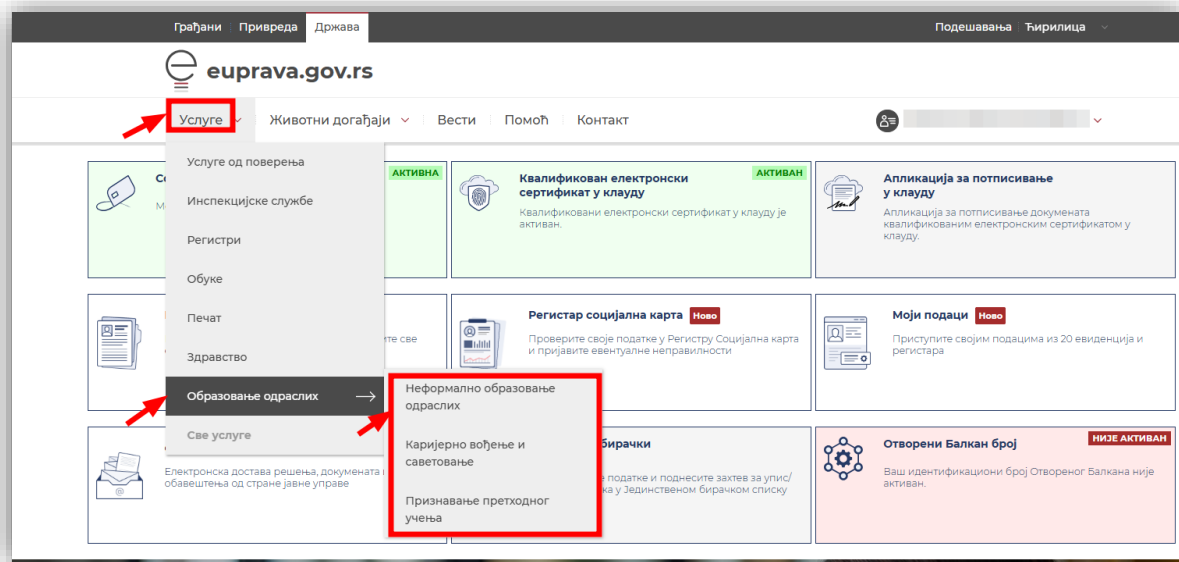 Грађани Привреда Држава Подешавања Ћирилица
euprava.gov.rs
Услуге Животни догађаји Вести Помоћ Контакт
Услуге од поверења
Инспекцијске службе
Регистри
Обуке
Печат
Здравство
Образовање одраслих
Све услуге
Неформално образовање
одраслих
Каријерно вођење и
саветовање
Признавање претходног
учења
АКТИВНА
Квалификован електронски
сертификат у клауду
АКТИВАН
Квалификовани електронски сертификат у клауду је
активан.
Апликација за потписивање
у клауду
Апликација за потписивање докумената
квалификованим електронским сертификатом у
клауду.
све
Регистар социјална карта Ново
Проверите своје податке у Регистру Социјална карта
и пријавите евентуалне неправилности
Моји подаци Ново
Приступите својим подацима из 20 евиденција и
регистара
Електронска достава решења, докумената
обавештења од стране јавне управе
бирачки
податке и поднесите захтев за упис/
у Јединственом бирачком списку
Отворени Балкан број
НИЈЕ АКТИВАН
Ваш идентификациони број Отвореног Балкана није
активан.